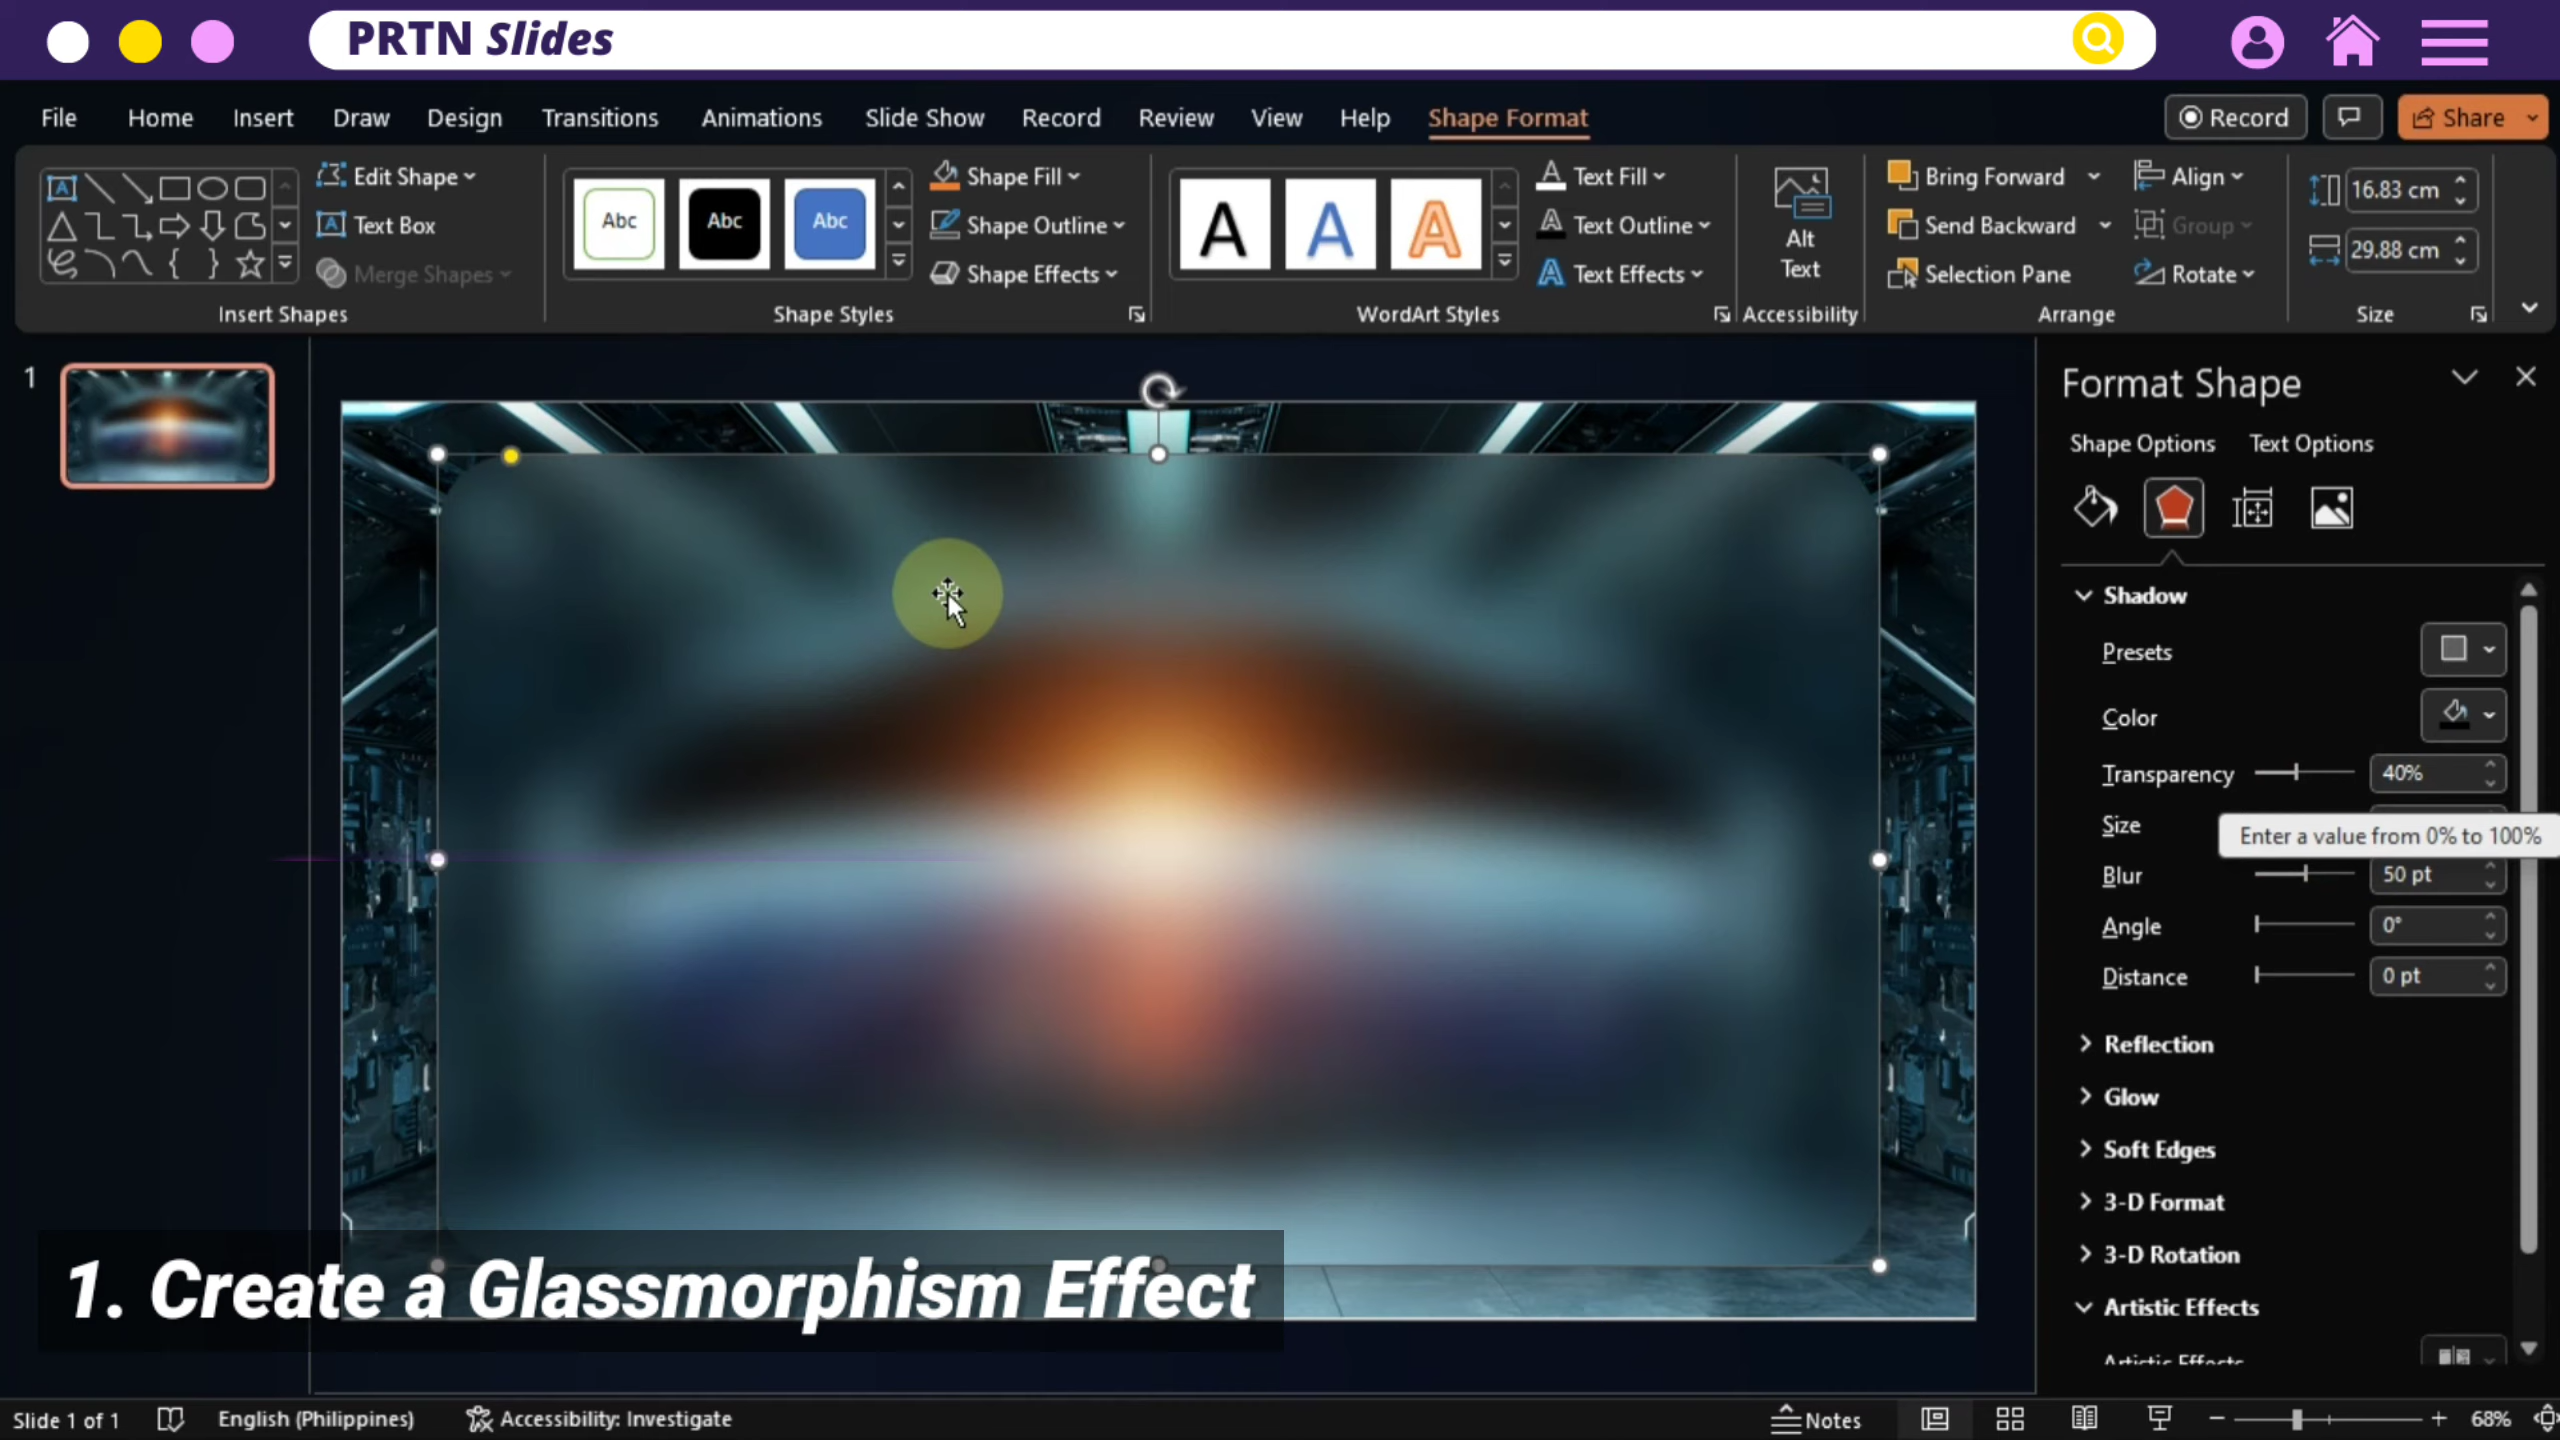 PRTN Slides
File Home Insert Draw Design Transitions Animations Slide Show Record Review View Help Shape Format Record Share
Edit Shape
Text Box
Merge Shapes
Insert Shapes
Abc Abc Abc
Shape Fill
Shape Outline
Shape Effects
Shape Styles
A A A
Text Fill
Text Outline
Text Effects
WordArt Styles
Alt
Text
Accessibility
Bring Forward
Send Backward
Selection Pane
Align
Group
Rotate
Arrange
16.83 cm
29.88 cm
Size
1
Format Shape
Shape Options Text Options
Shadow
Presets
Color
Transparency 40%
Size
Enter a value from 0% to 100%
Blur 50 pt
Angle 0°
Distance 0 pt
Reflection
Glow
Soft Edges
3-D Format
3-D Rotation
Artistic Effects
Artistic Effects
1. Create a Glassmorphism Effect
Slide 1 of 1 English (Philippines) Accessibility: Investigate Notes 68%